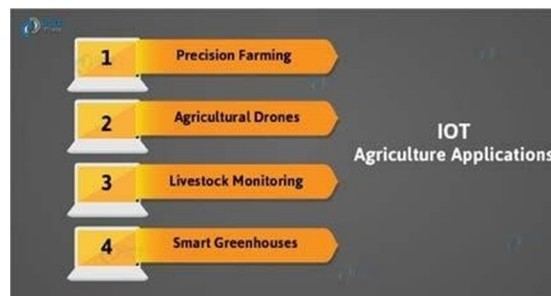 1
Precision Farming
2
Agricultural Drones
3
Livestock Monitoring
4
Smart Greenhouses
IOT
Agriculture Applications